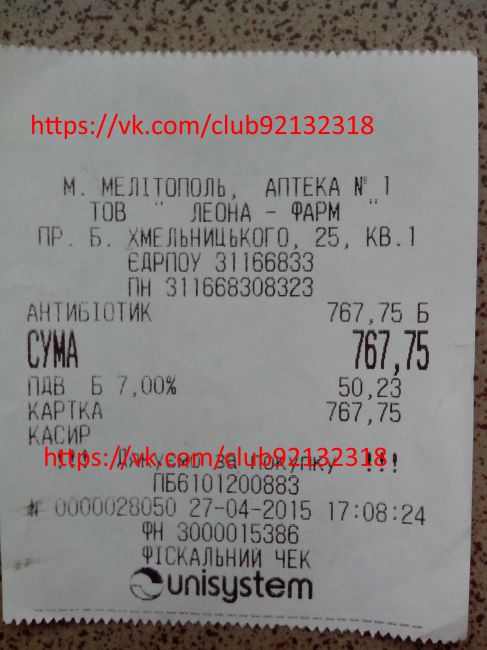 https://vk.com/club92132318
М. МЕЛІТОПОЛЬ, АПТЕКА № 1
ТОВ " ЛЕОНА - ФАРМ "
ПР. Б. ХМЕЛЬНИЦЬКОГО, 25, КВ.1
ЄДРПОУ 31166833
ПН 311668308323
АНТИБІОТИК 767,75 Б
СУМА 767,75
ПДВ Б 7,00% 50,23
КАРТКА 767,75
КАСИР
https://vk.com/club92132318
!!! Дякуємо за покупку !!!
ПБ6101200883
№ 0000028050 27-04-2015 17:08:24
ФН 3000015386
ФІСКАЛЬНИЙ ЧЕК
unisystem